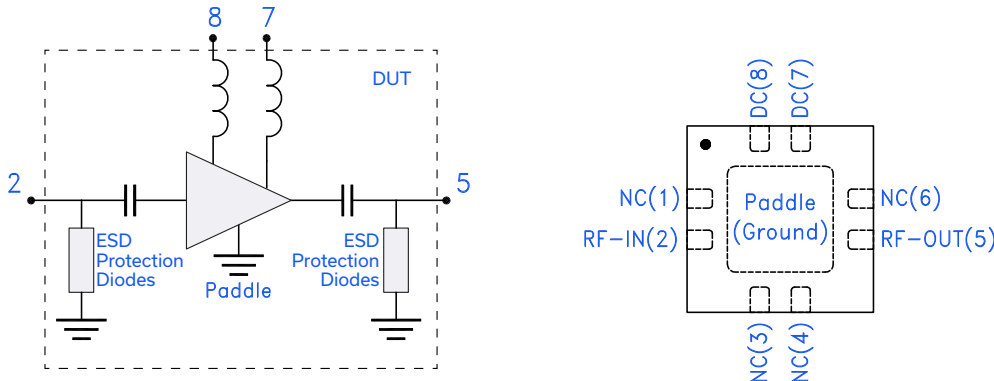 8
7
DUT
2
5
ESD
Protection
Diodes
ESD
Protection
Diodes
Paddle
DC(8)
DC(7)
NC(1)
NC(6)
RF-IN(2)
RF-OUT(5)
Paddle
(Ground)
NC(3)
NC(4)